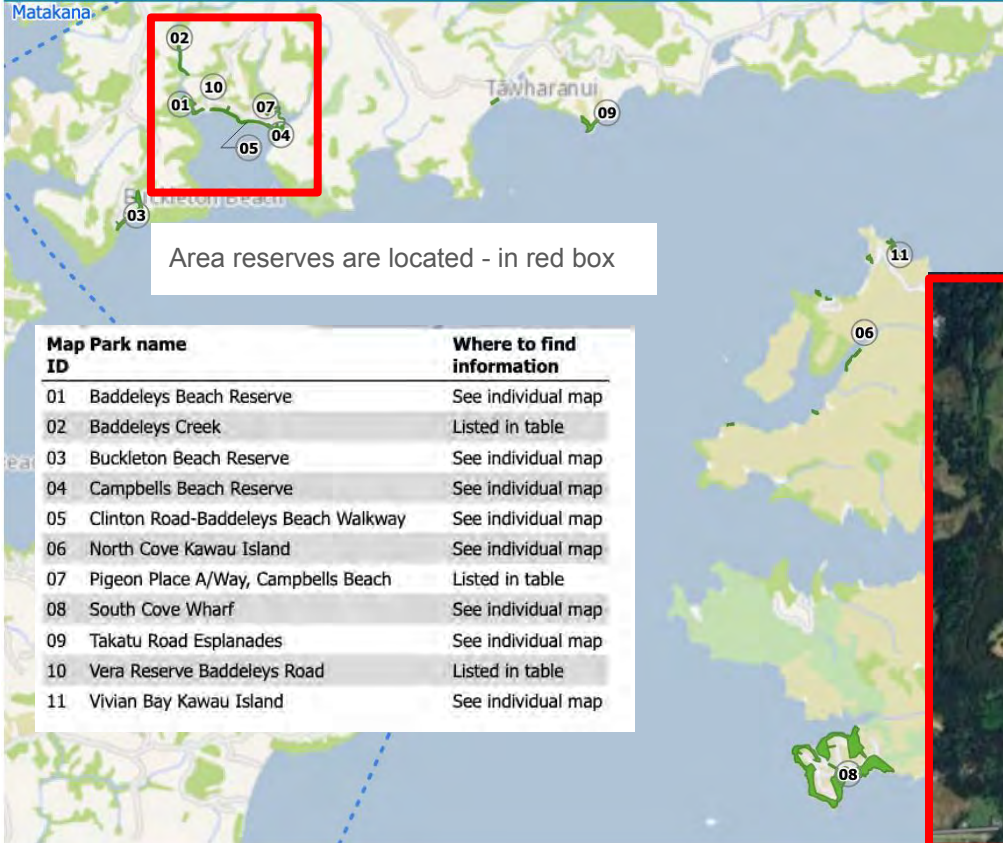 Matakana
02
10
01
07
04
05
Tawharanui
09
Buckleton Beach
03
Area reserves are located - in red box
11
06
08
Map ID Park name Where to find information
01 Baddeleys Beach Reserve See individual map
02 Baddeleys Creek Listed in table
03 Buckleton Beach Reserve See individual map
04 Campbells Beach Reserve See individual map
05 Clinton Road-Baddeleys Beach Walkway See individual map
06 North Cove Kawau Island See individual map
07 Pigeon Place A/Way, Campbells Beach Listed in table
08 South Cove Wharf See individual map
09 Takatu Road Esplanades See individual map
10 Vera Reserve Baddeleys Road Listed in table
11 Vivian Bay Kawau Island See individual map